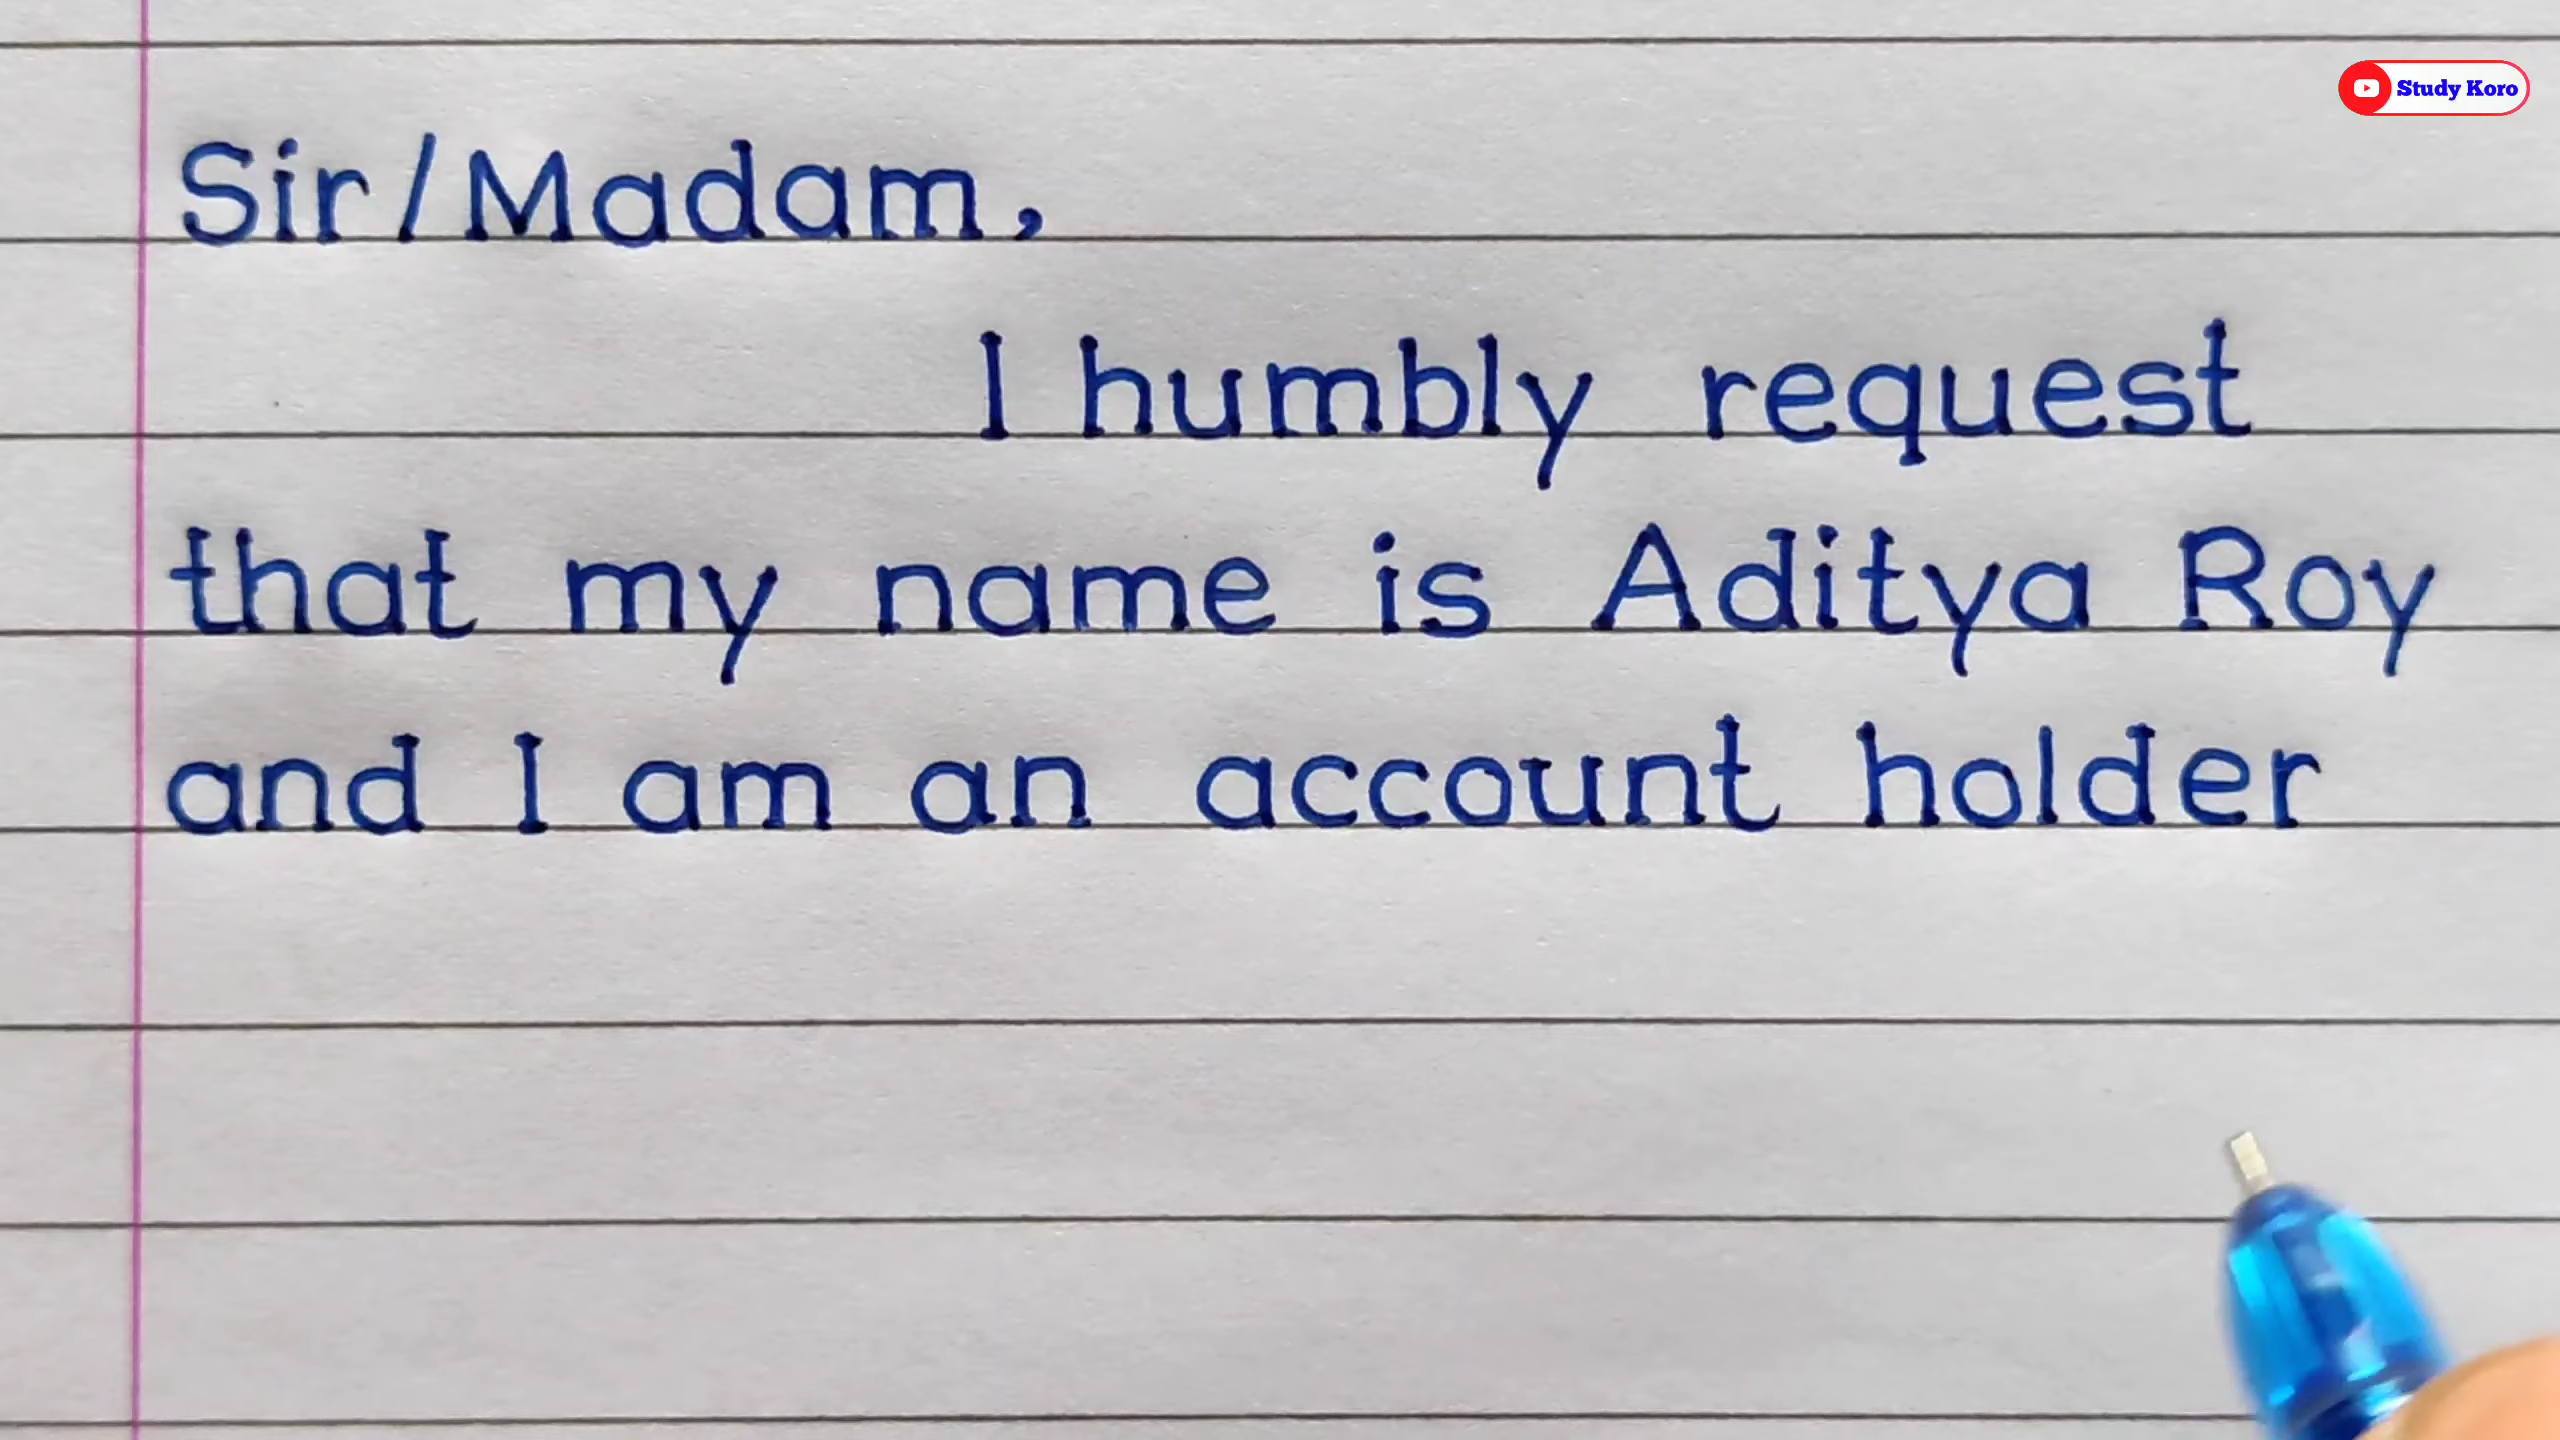 Study Koro
Sir/Madam,
I humbly request
that my name is Aditya Roy
and I am an account holder